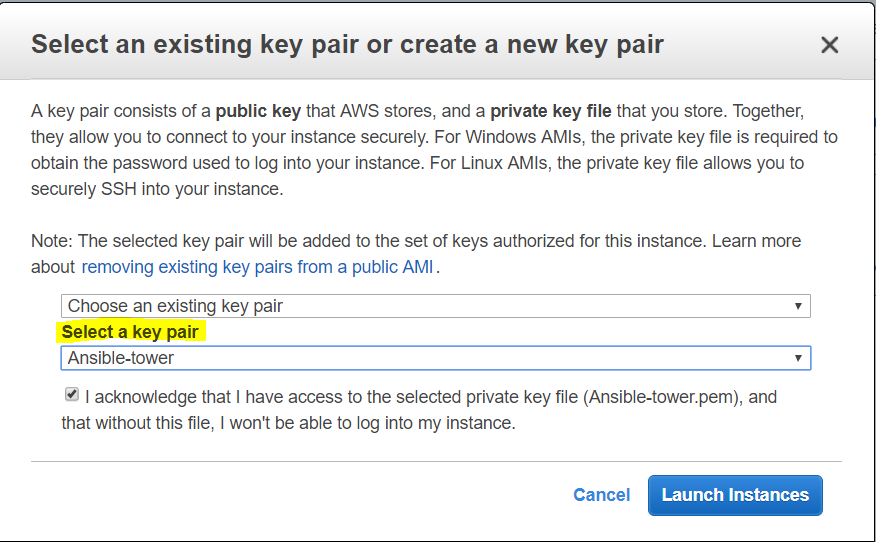 Select an existing key pair or create a new key pair
A key pair consists of a public key that AWS stores, and a private key file that you store. Together,
they allow you to connect to your instance securely. For Windows AMIs, the private key file is required to
obtain the password used to log into your instance. For Linux AMIs, the private key file allows you to
securely SSH into your instance.
Note: The selected key pair will be added to the set of keys authorized for this instance. Learn more
about removing existing key pairs from a public AMI.
Choose an existing key pair
Select a key pair
Ansible-tower
I acknowledge that I have access to the selected private key file (Ansible-tower.pem), and
that without this file, I won't be able to log into my instance.
Cancel Launch Instances